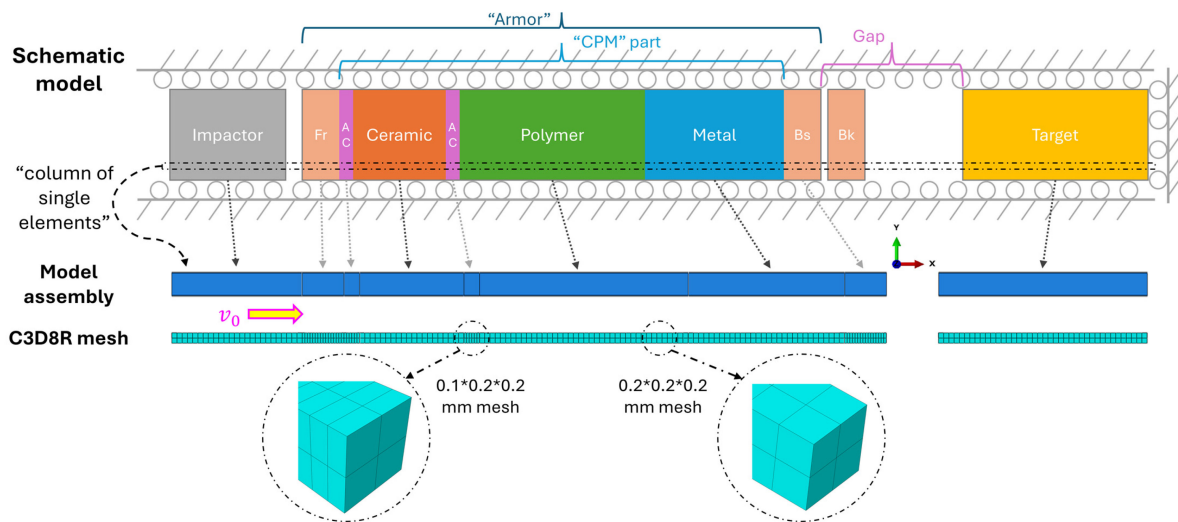 “Armor”
“CPM” part
Gap
Schematic
model
Impactor
Fr
A
C
Ceramic
A
C
Polymer
Metal
Bs
Bk
Target
“column of
single
elements”
Y
X
Model
assembly
v₀
C3D8R mesh
0.1*0.2*0.2
mm mesh
0.2*0.2*0.2
mm mesh